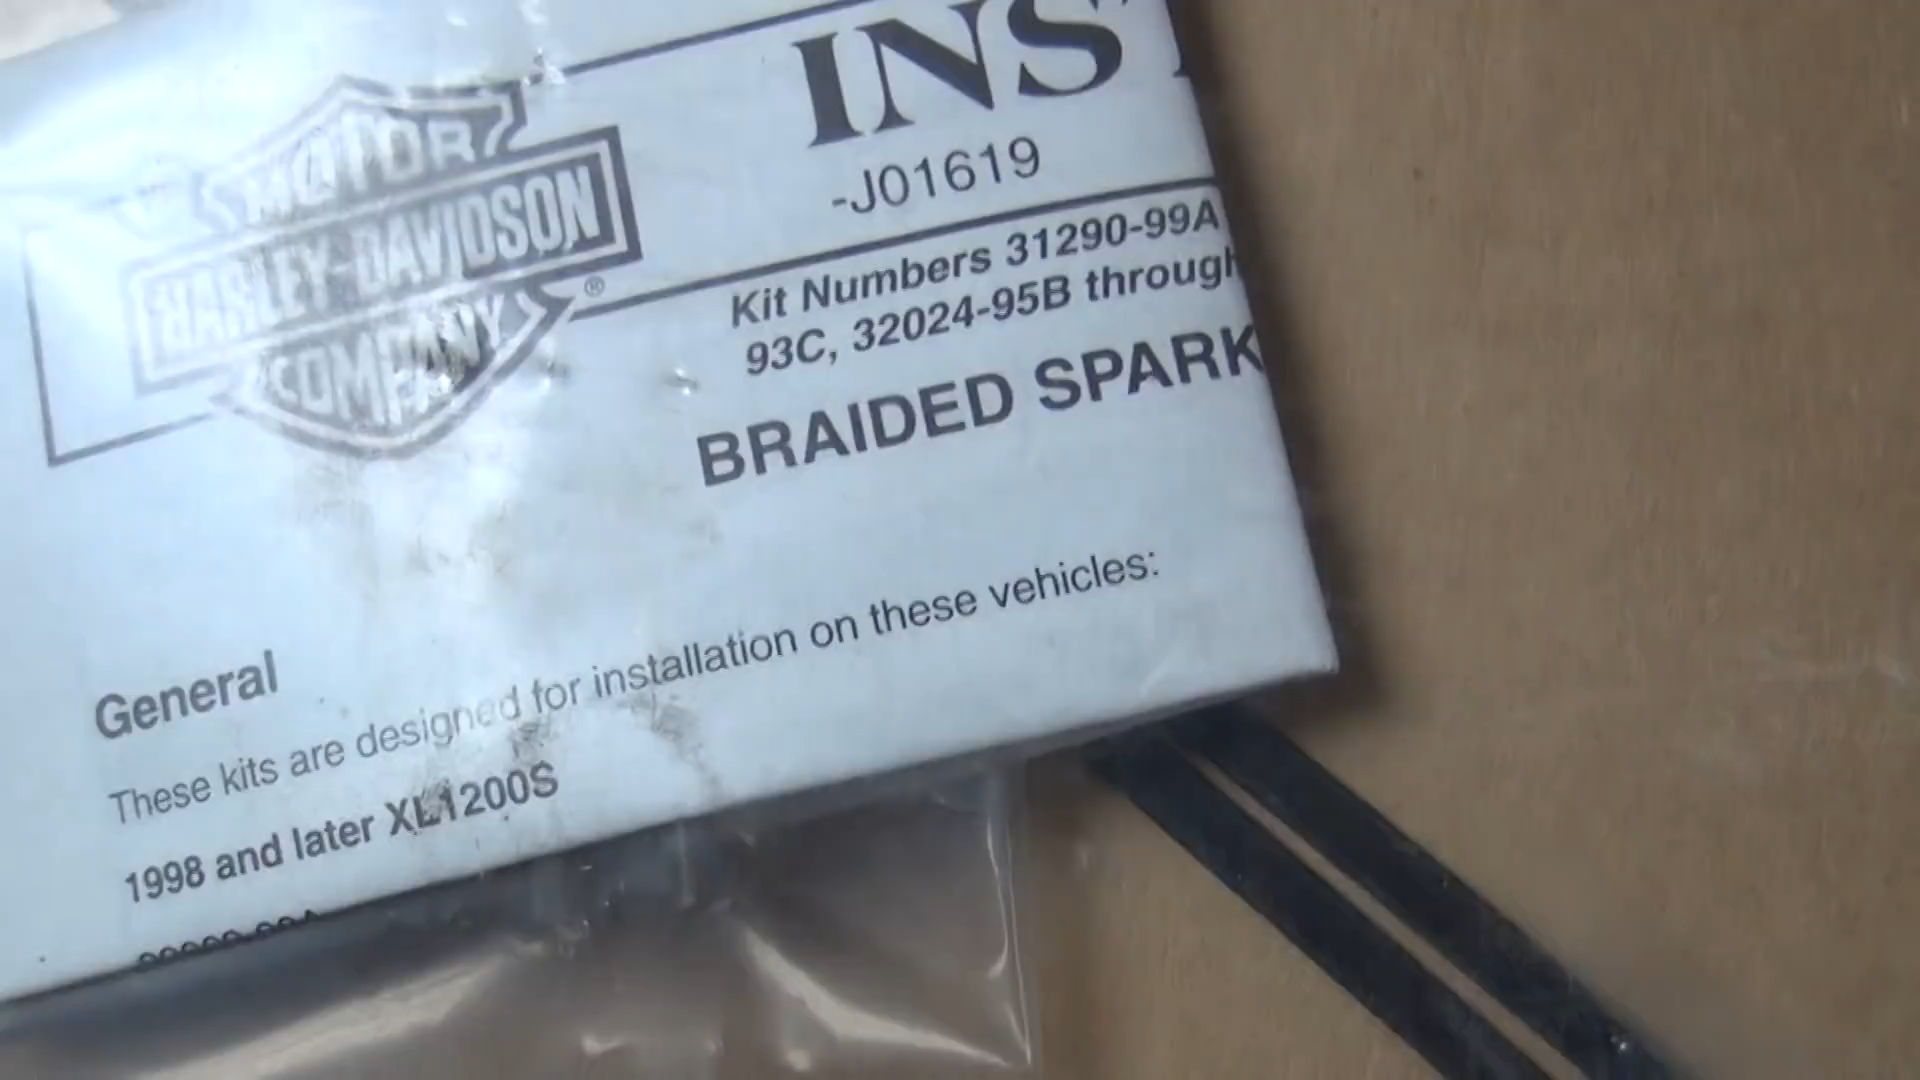 MOTOR
HARLEY-DAVIDSON
COMPANY
®
INS
-J01619
Kit Numbers 31290-99A
93C, 32024-95B through
BRAIDED SPARK
General
These kits are designed for installation on these vehicles:
1998 and later XL1200S